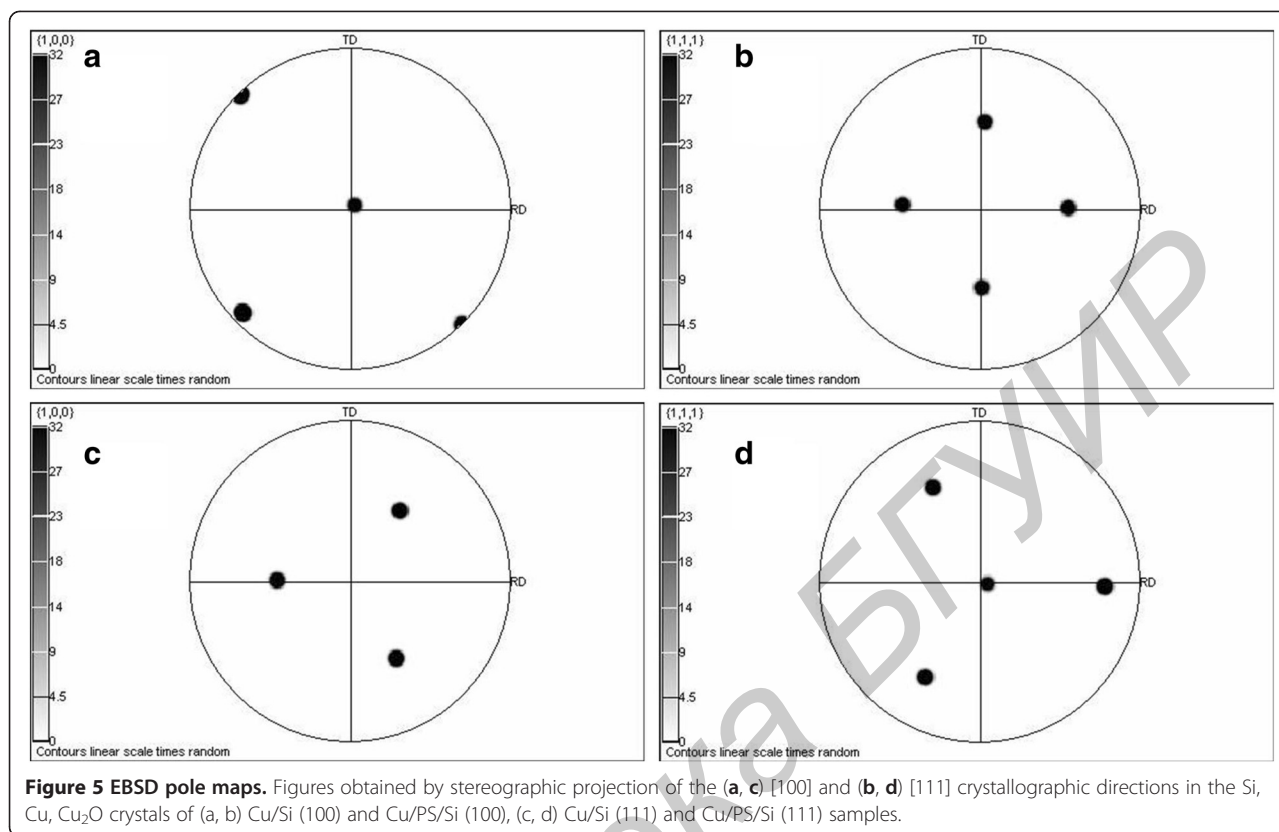 {1,0,0}
TD
a
32
27
23
18
14
9
4.5
0
RD
Contours linear scale times random
{1,1,1}
TD
b
32
27
23
18
14
9
4.5
0
RD
Contours linear scale times random
{1,0,0}
TD
c
32
27
23
18
14
9
4.5
0
RD
Contours linear scale times random
{1,1,1}
TD
d
32
27
23
18
14
9
4.5
0
RD
Contours linear scale times random
Figure 5 EBSD pole maps. Figures obtained by stereographic projection of the (a, c) [100] and (b, d) [111] crystallographic directions in the Si,
Cu, Cu₂O crystals of (a, b) Cu/Si (100) and Cu/PS/Si (100), (c, d) Cu/Si (111) and Cu/PS/Si (111) samples.
БГУИР